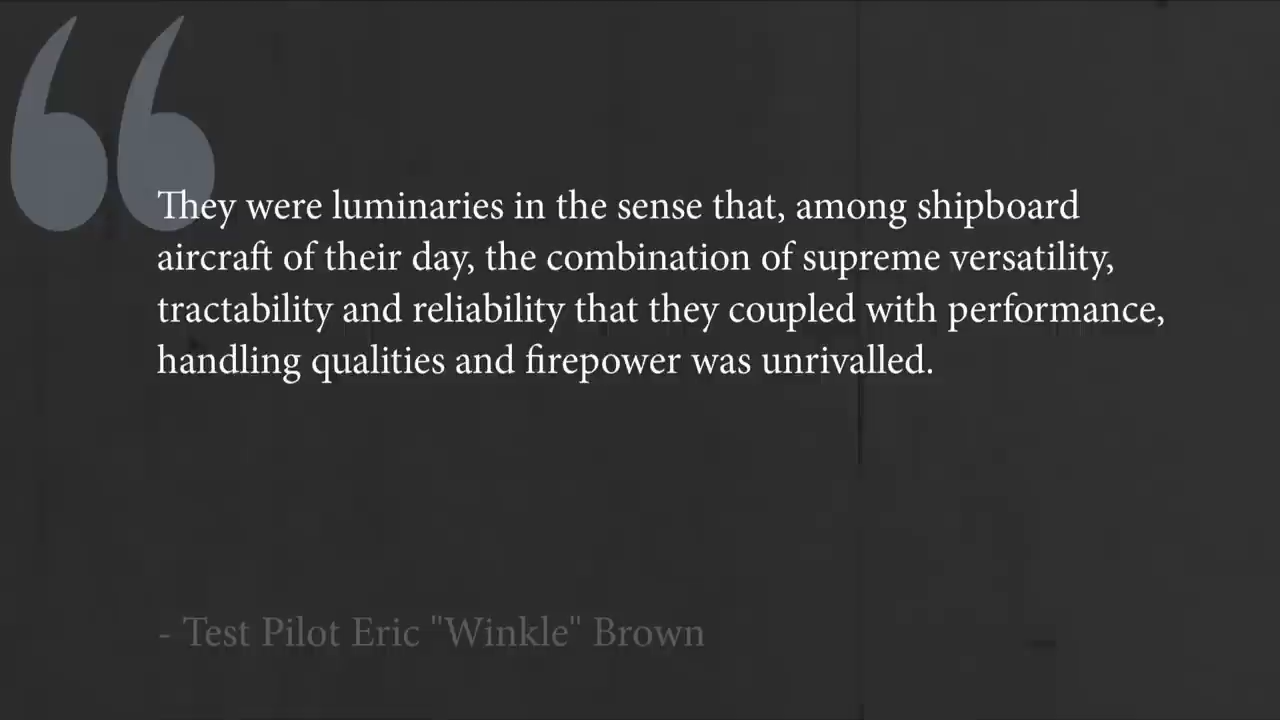 They were luminaries in the sense that, among shipboard
aircraft of their day, the combination of supreme versatility,
tractability and reliability that they coupled with performance,
handling qualities and firepower was unrivalled.
- Test Pilot Eric "Winkle" Brown